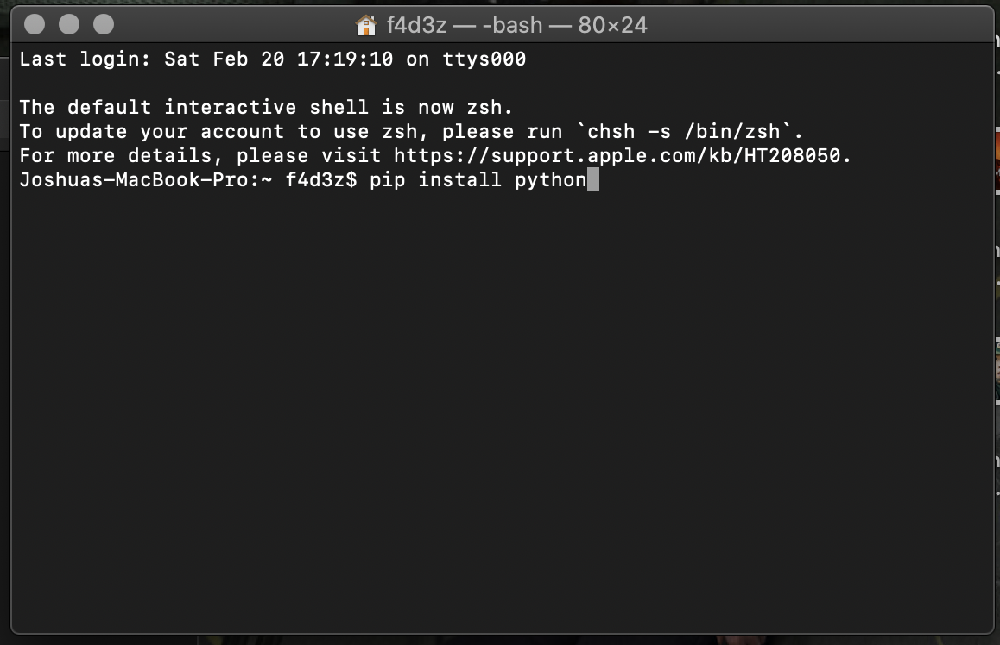 f4d3z — -bash — 80×24
Last login: Sat Feb 20 17:19:10 on ttys000
The default interactive shell is now zsh.
To update your account to use zsh, please run `chsh -s /bin/zsh`.
For more details, please visit https://support.apple.com/kb/HT208050.
Joshuas-MacBook-Pro:~ f4d3z$ pip install python